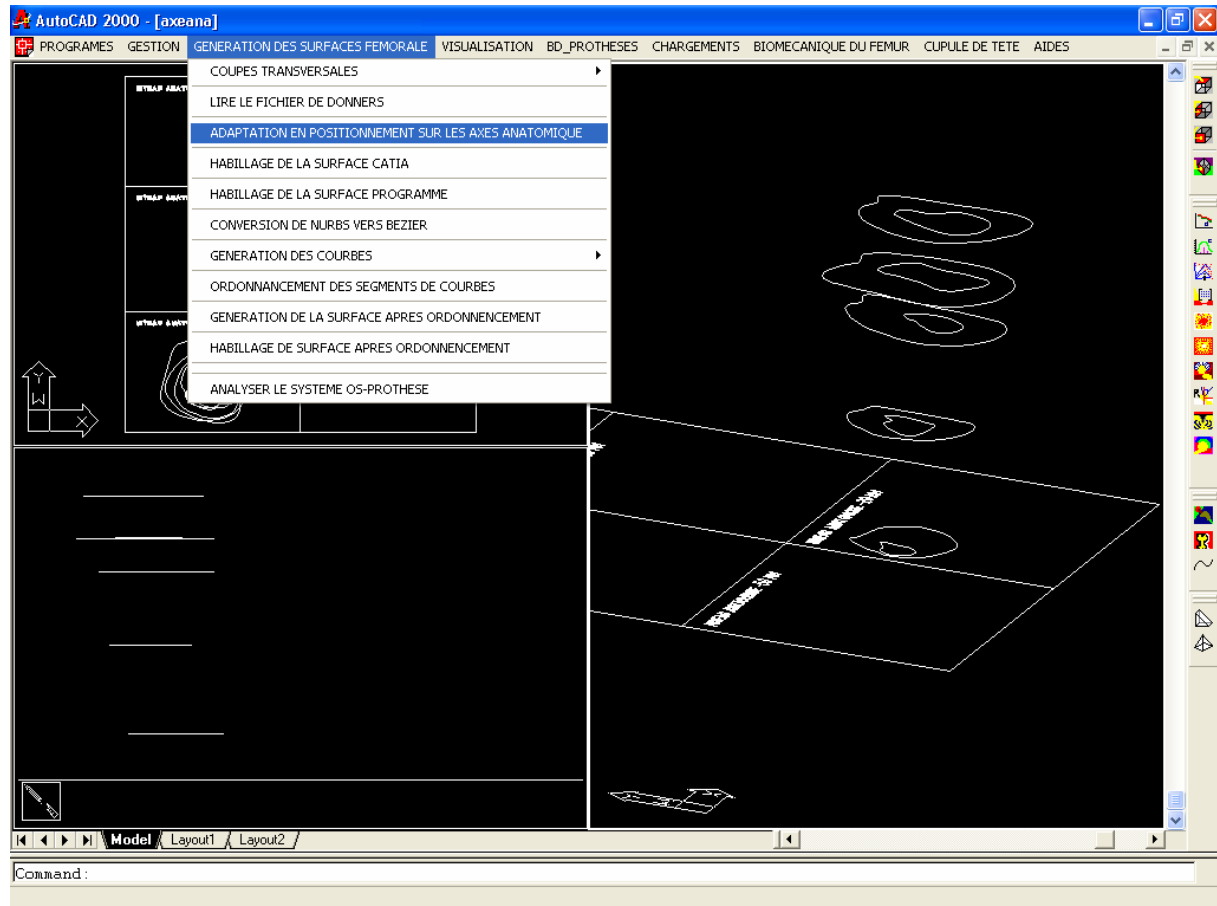 AutoCAD 2000 - [axeana]
PROGRAMES GESTION GENERATION DES SURFACES FEMORALE VISUALISATION BD_PROTHESES CHARGEMENTS BIOMECANIQUE DU FEMUR CUPULE DE TETE AIDES
COUPES TRANSVERSALES
LIRE LE FICHIER DE DONNERS
ADAPTATION EN POSITIONNEMENT SUR LES AXES ANATOMIQUE
HABILLAGE DE LA SURFACE CATIA
HABILLAGE DE LA SURFACE PROGRAMME
CONVERSION DE NURBS VERS BEZIER
GENERATION DES COURBES
ORDONNANCEMENT DES SEGMENTS DE COURBES
GENERATION DE LA SURFACE APRES ORDONNENCEMENT
HABILLAGE DE SURFACE APRES ORDONNENCEMENT
ANALYSER LE SYSTEME OS-PROTHESE
Y
W
X
Model Layout1 Layout2
Command: